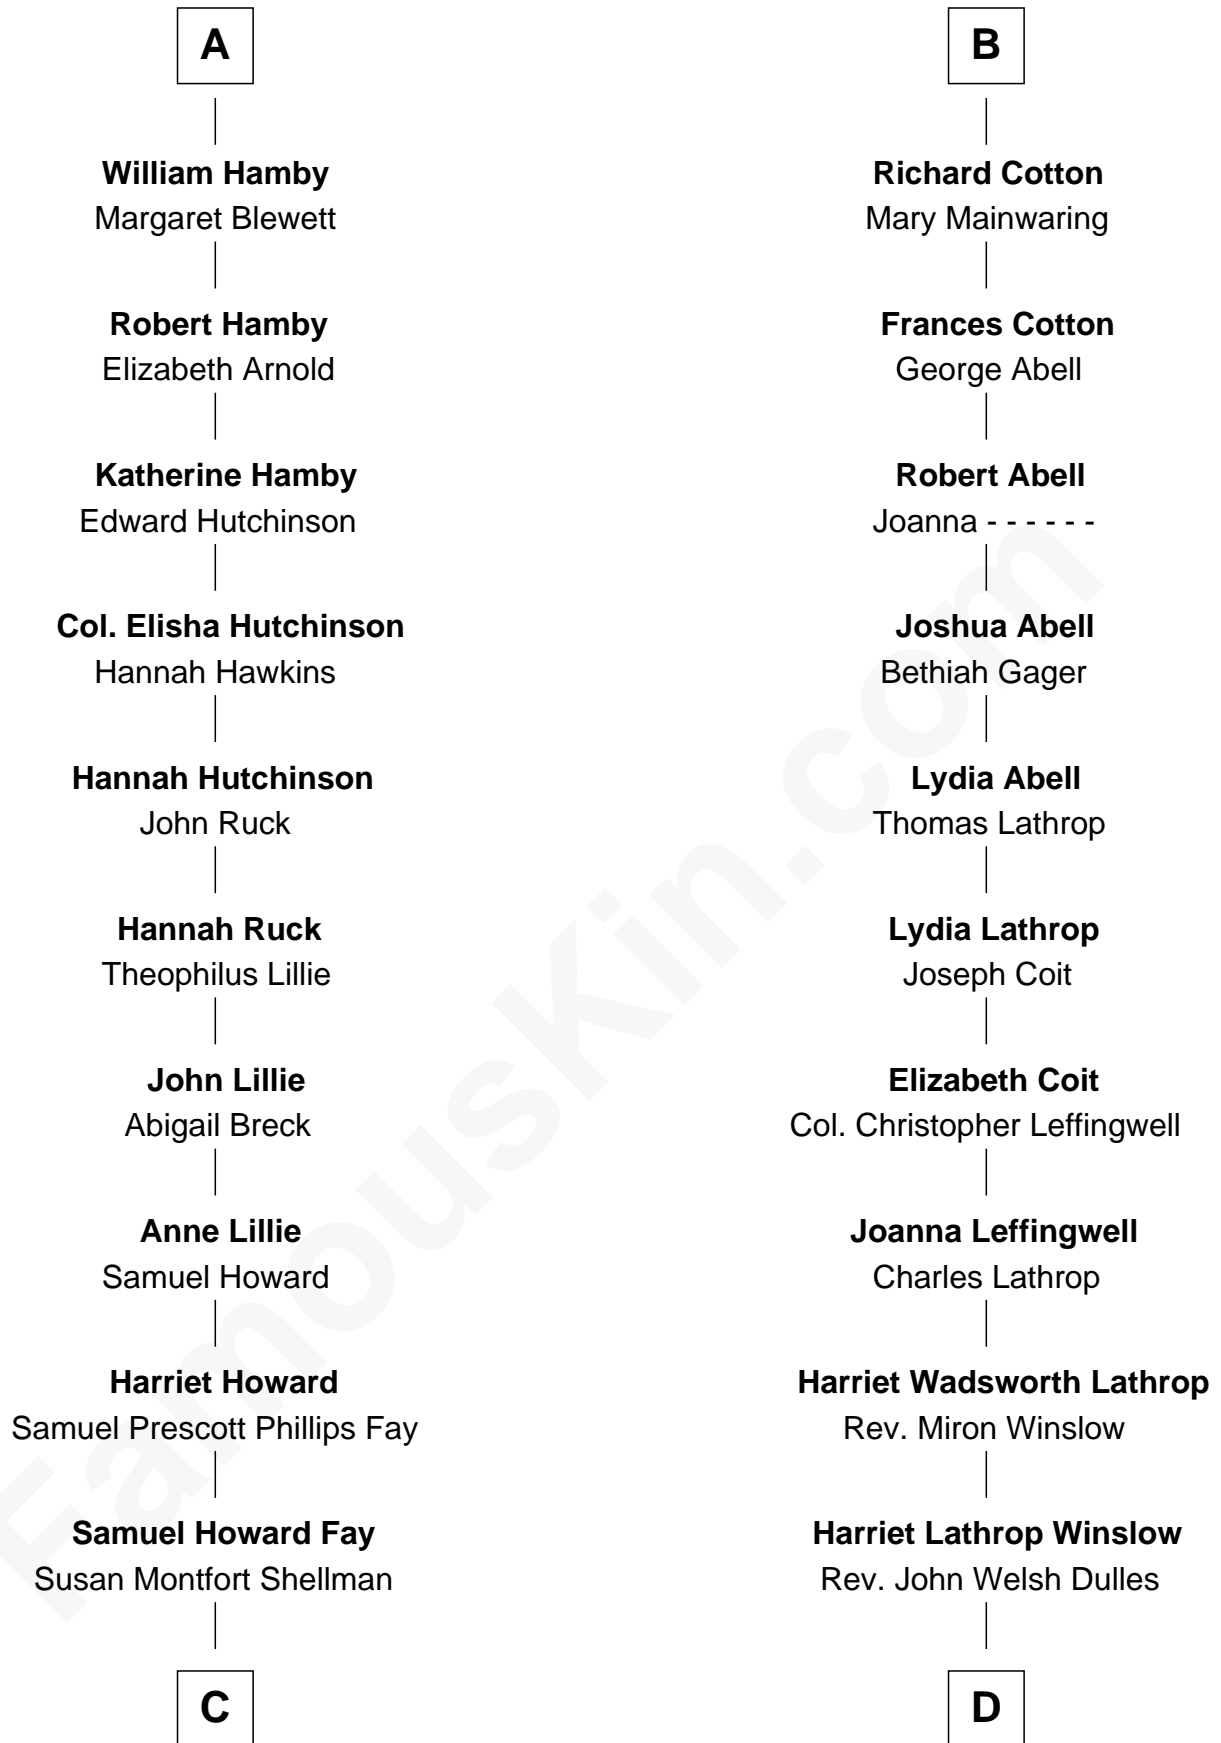 A
William Hamby
Margaret Blewett
Robert Hamby
Elizabeth Arnold
Katherine Hamby
Edward Hutchinson
Col. Elisha Hutchinson
Hannah Hawkins
Hannah Hutchinson
John Ruck
Hannah Ruck
Theophilus Lillie
John Lillie
Abigail Breck
Anne Lillie
Samuel Howard
Harriet Howard
Samuel Prescott Phillips Fay
Samuel Howard Fay
Susan Montfort Shellman
C
B
Richard Cotton
Mary Mainwaring
Frances Cotton
George Abell
Robert Abell
Joanna - - - - - -
Joshua Abell
Bethiah Gager
Lydia Abell
Thomas Lathrop
Lydia Lathrop
Joseph Coit
Elizabeth Coit
Col. Christopher Leffingwell
Joanna Leffingwell
Charles Lathrop
Harriet Wadsworth Lathrop
Rev. Miron Winslow
Harriet Lathrop Winslow
Rev. John Welsh Dulles
D
FamousKin.com